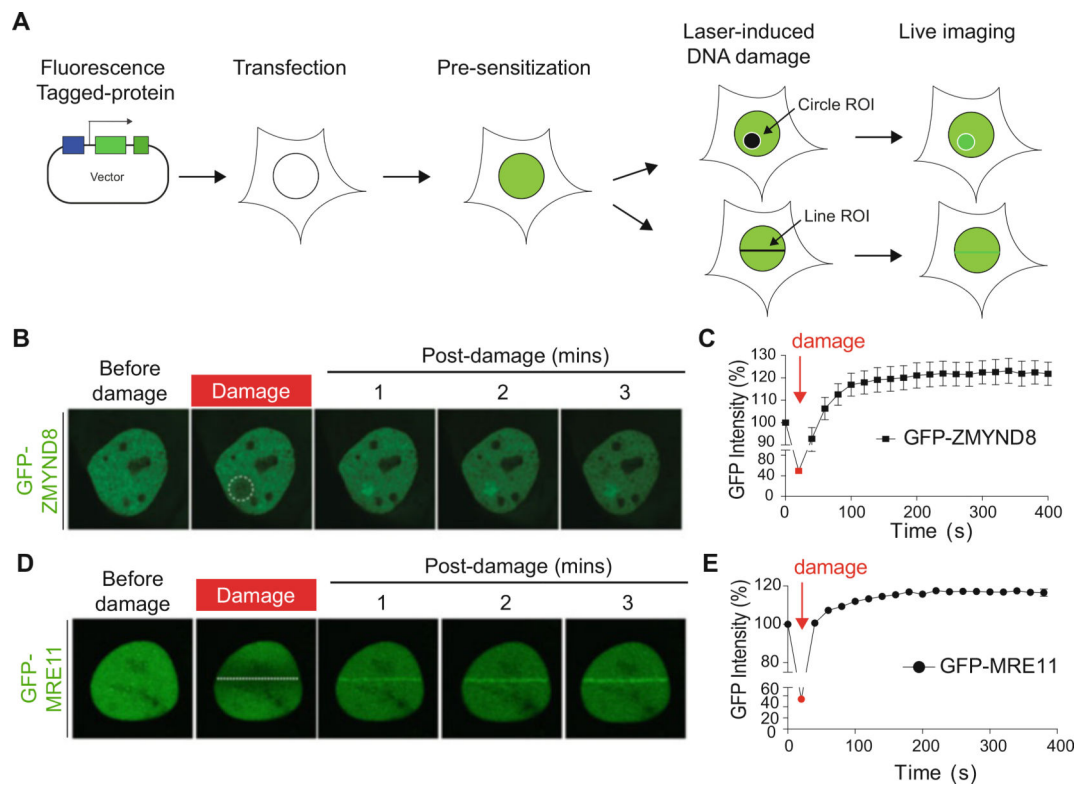 A
Fluorescence
Tagged-protein
Vector
Transfection
Pre-sensitization
Laser-induced
DNA damage
Live imaging
Circle ROI
Line ROI
B
Before
damage
Damage
Post-damage (mins)
1 2 3
GFP-
ZMYND8
C
damage
GFP Intensity (%)
130
120
110
100
90
80
40
0
GFP-ZMYND8
0 100 200 300 400
Time (s)
D
Before
damage
Damage
Post-damage (mins)
1 2 3
GFP-
MRE11
E
damage
GFP Intensity (%)
120
100
80
60
40
20
0
GFP-MRE11
0 100 200 300 400
Time (s)